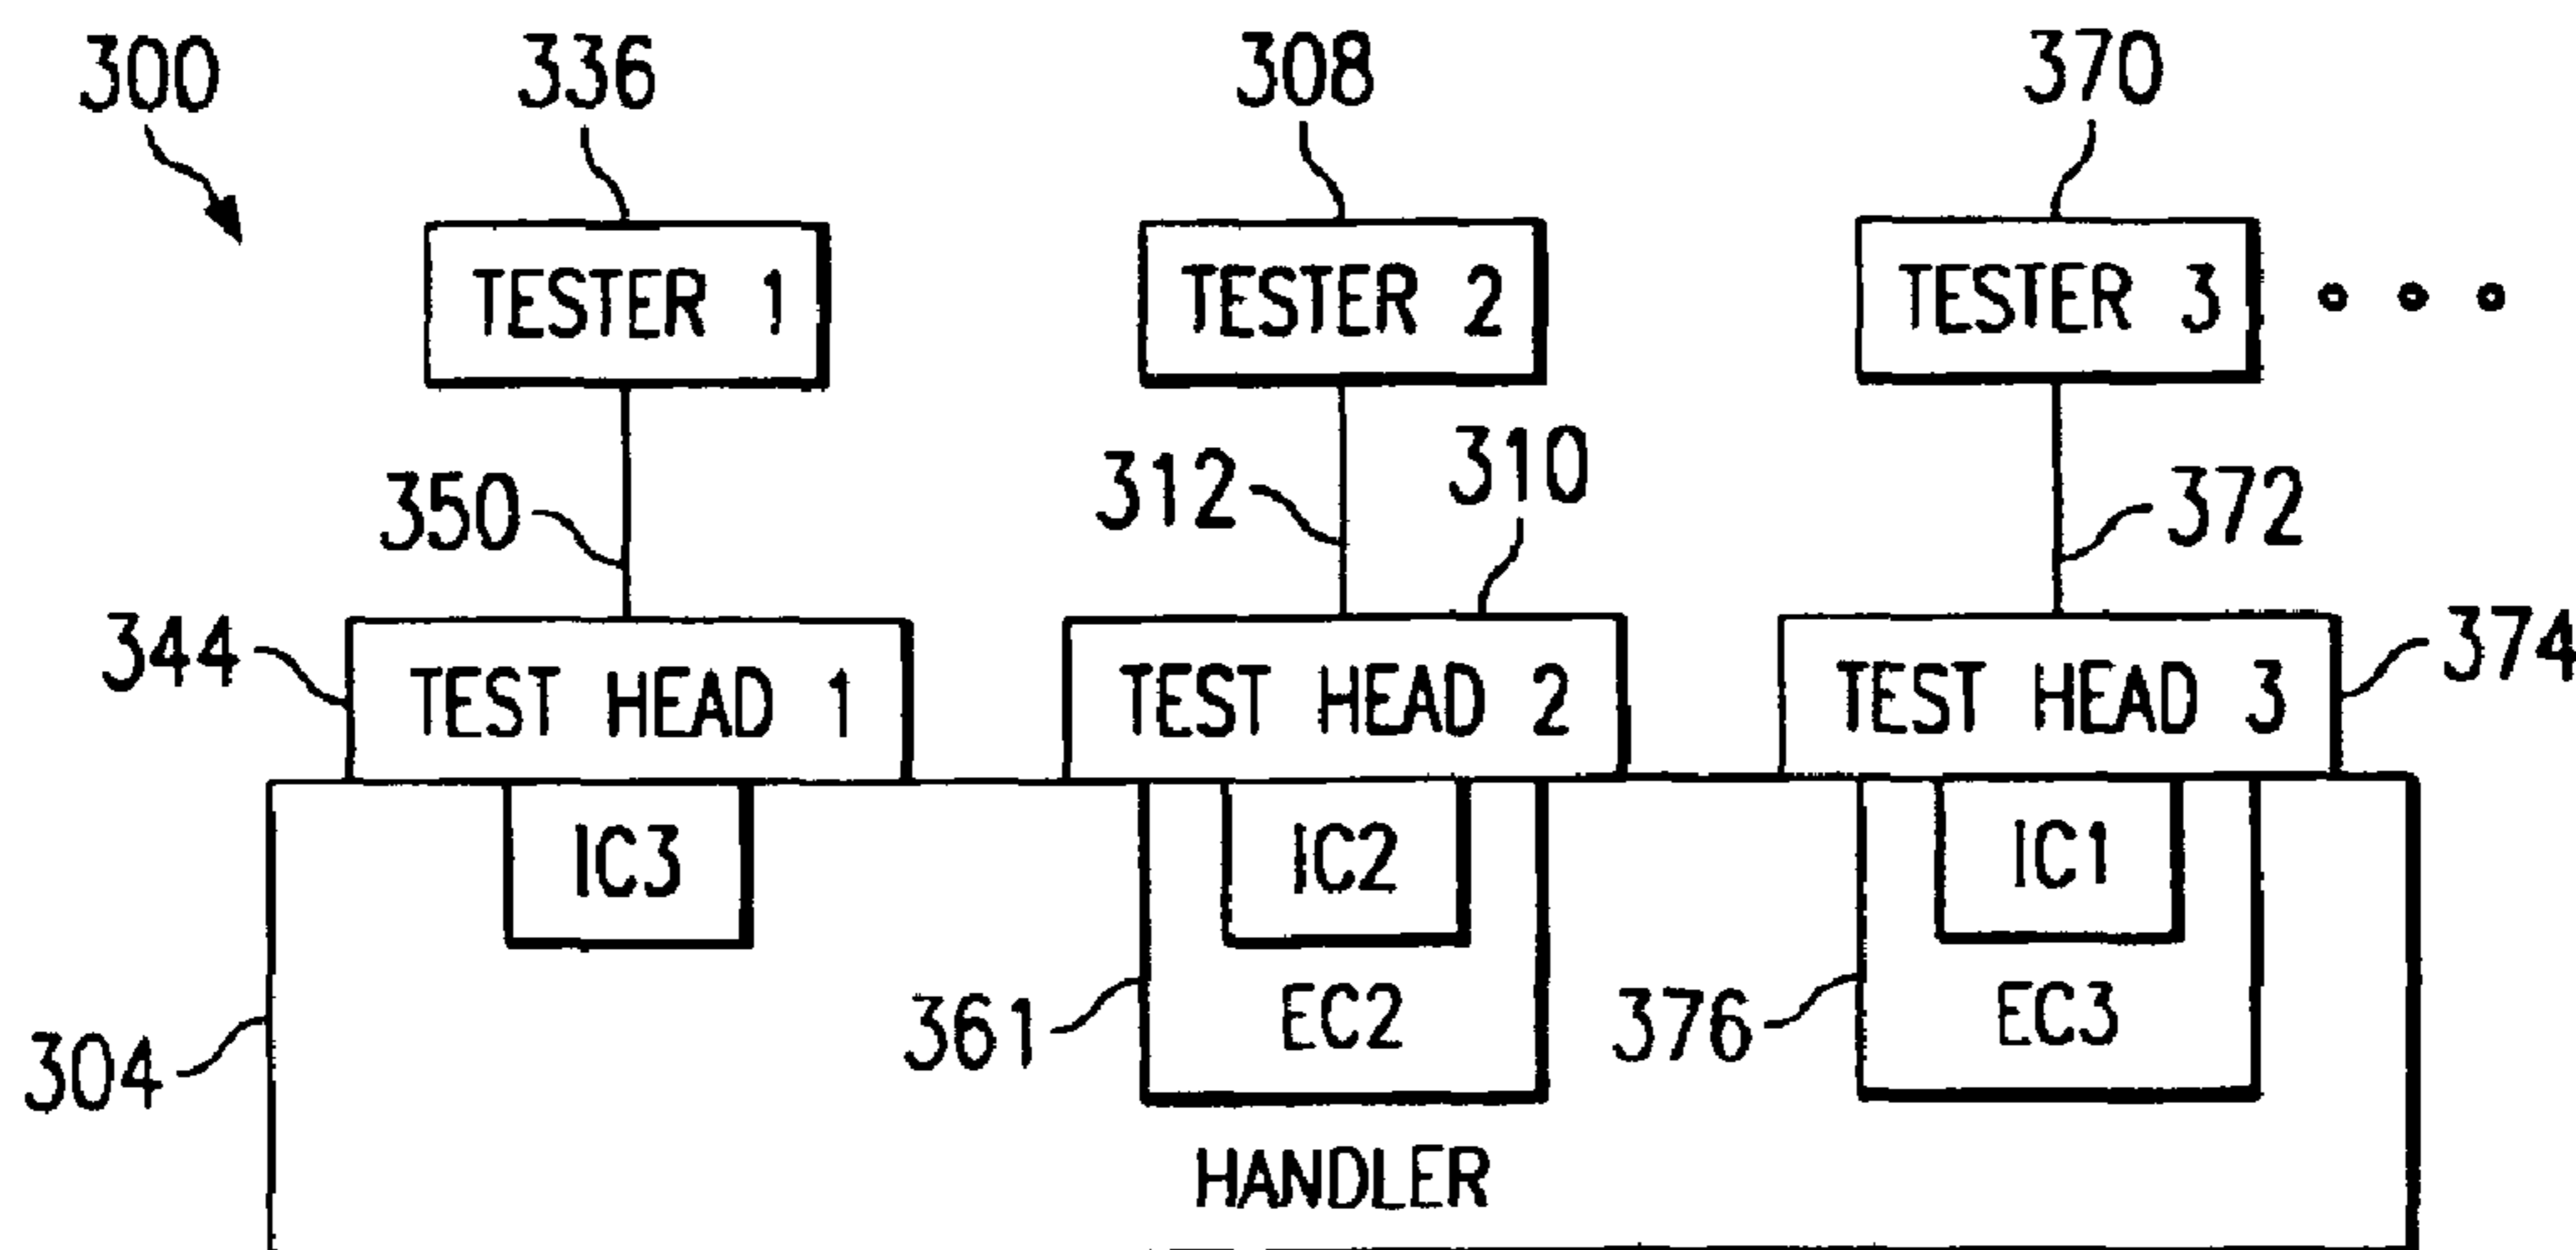 300 336 308 370
TESTER 1 TESTER 2 TESTER 3
350 312 310 372
344 TEST HEAD 1 TEST HEAD 2 TEST HEAD 3 374
IC3 IC2 IC1
304 361 EC2 376 EC3
HANDLER